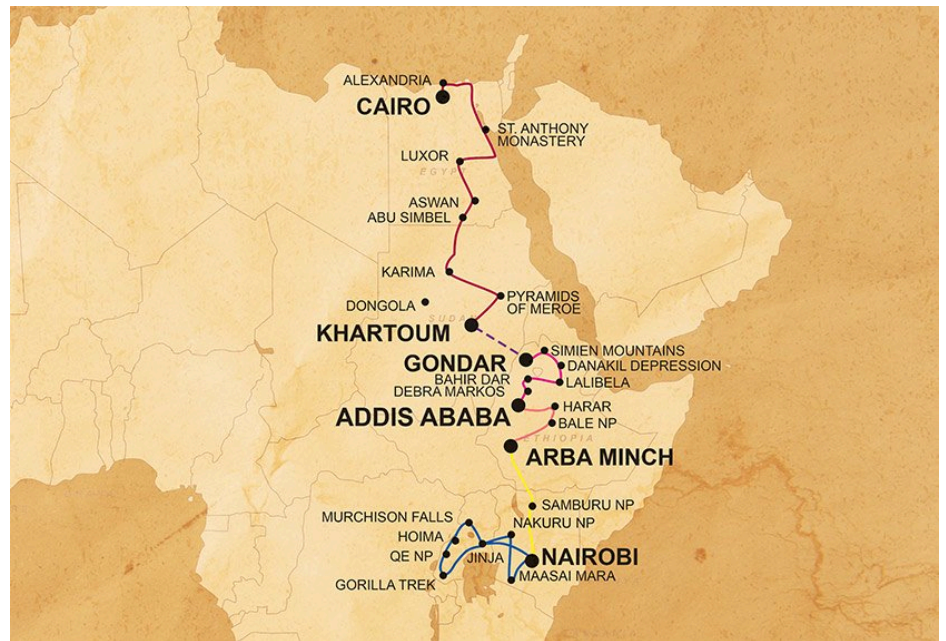 ALEXANDRIA
CAIRO
ST. ANTHONY
MONASTERY
LUXOR
EGYPT
ASWAN
ABU SIMBEL
KARIMA
PYRAMIDS
OF MEROE
DONGOLA
SUDAN
KHARTOUM
SIMIEN MOUNTAINS
GONDAR
DANAKIL DEPRESSION
BAHIR DAR
LALIBELA
DEBRA MARKOS
HARAR
ADDIS ABABA
BALE NP
ETHIOPIA
ARBA MINCH
SAMBURU NP
MURCHISON FALLS
NAKURU NP
HOIMA
QE NP
JINJA
NAIROBI
GORILLA TREK
MAASAI MARA